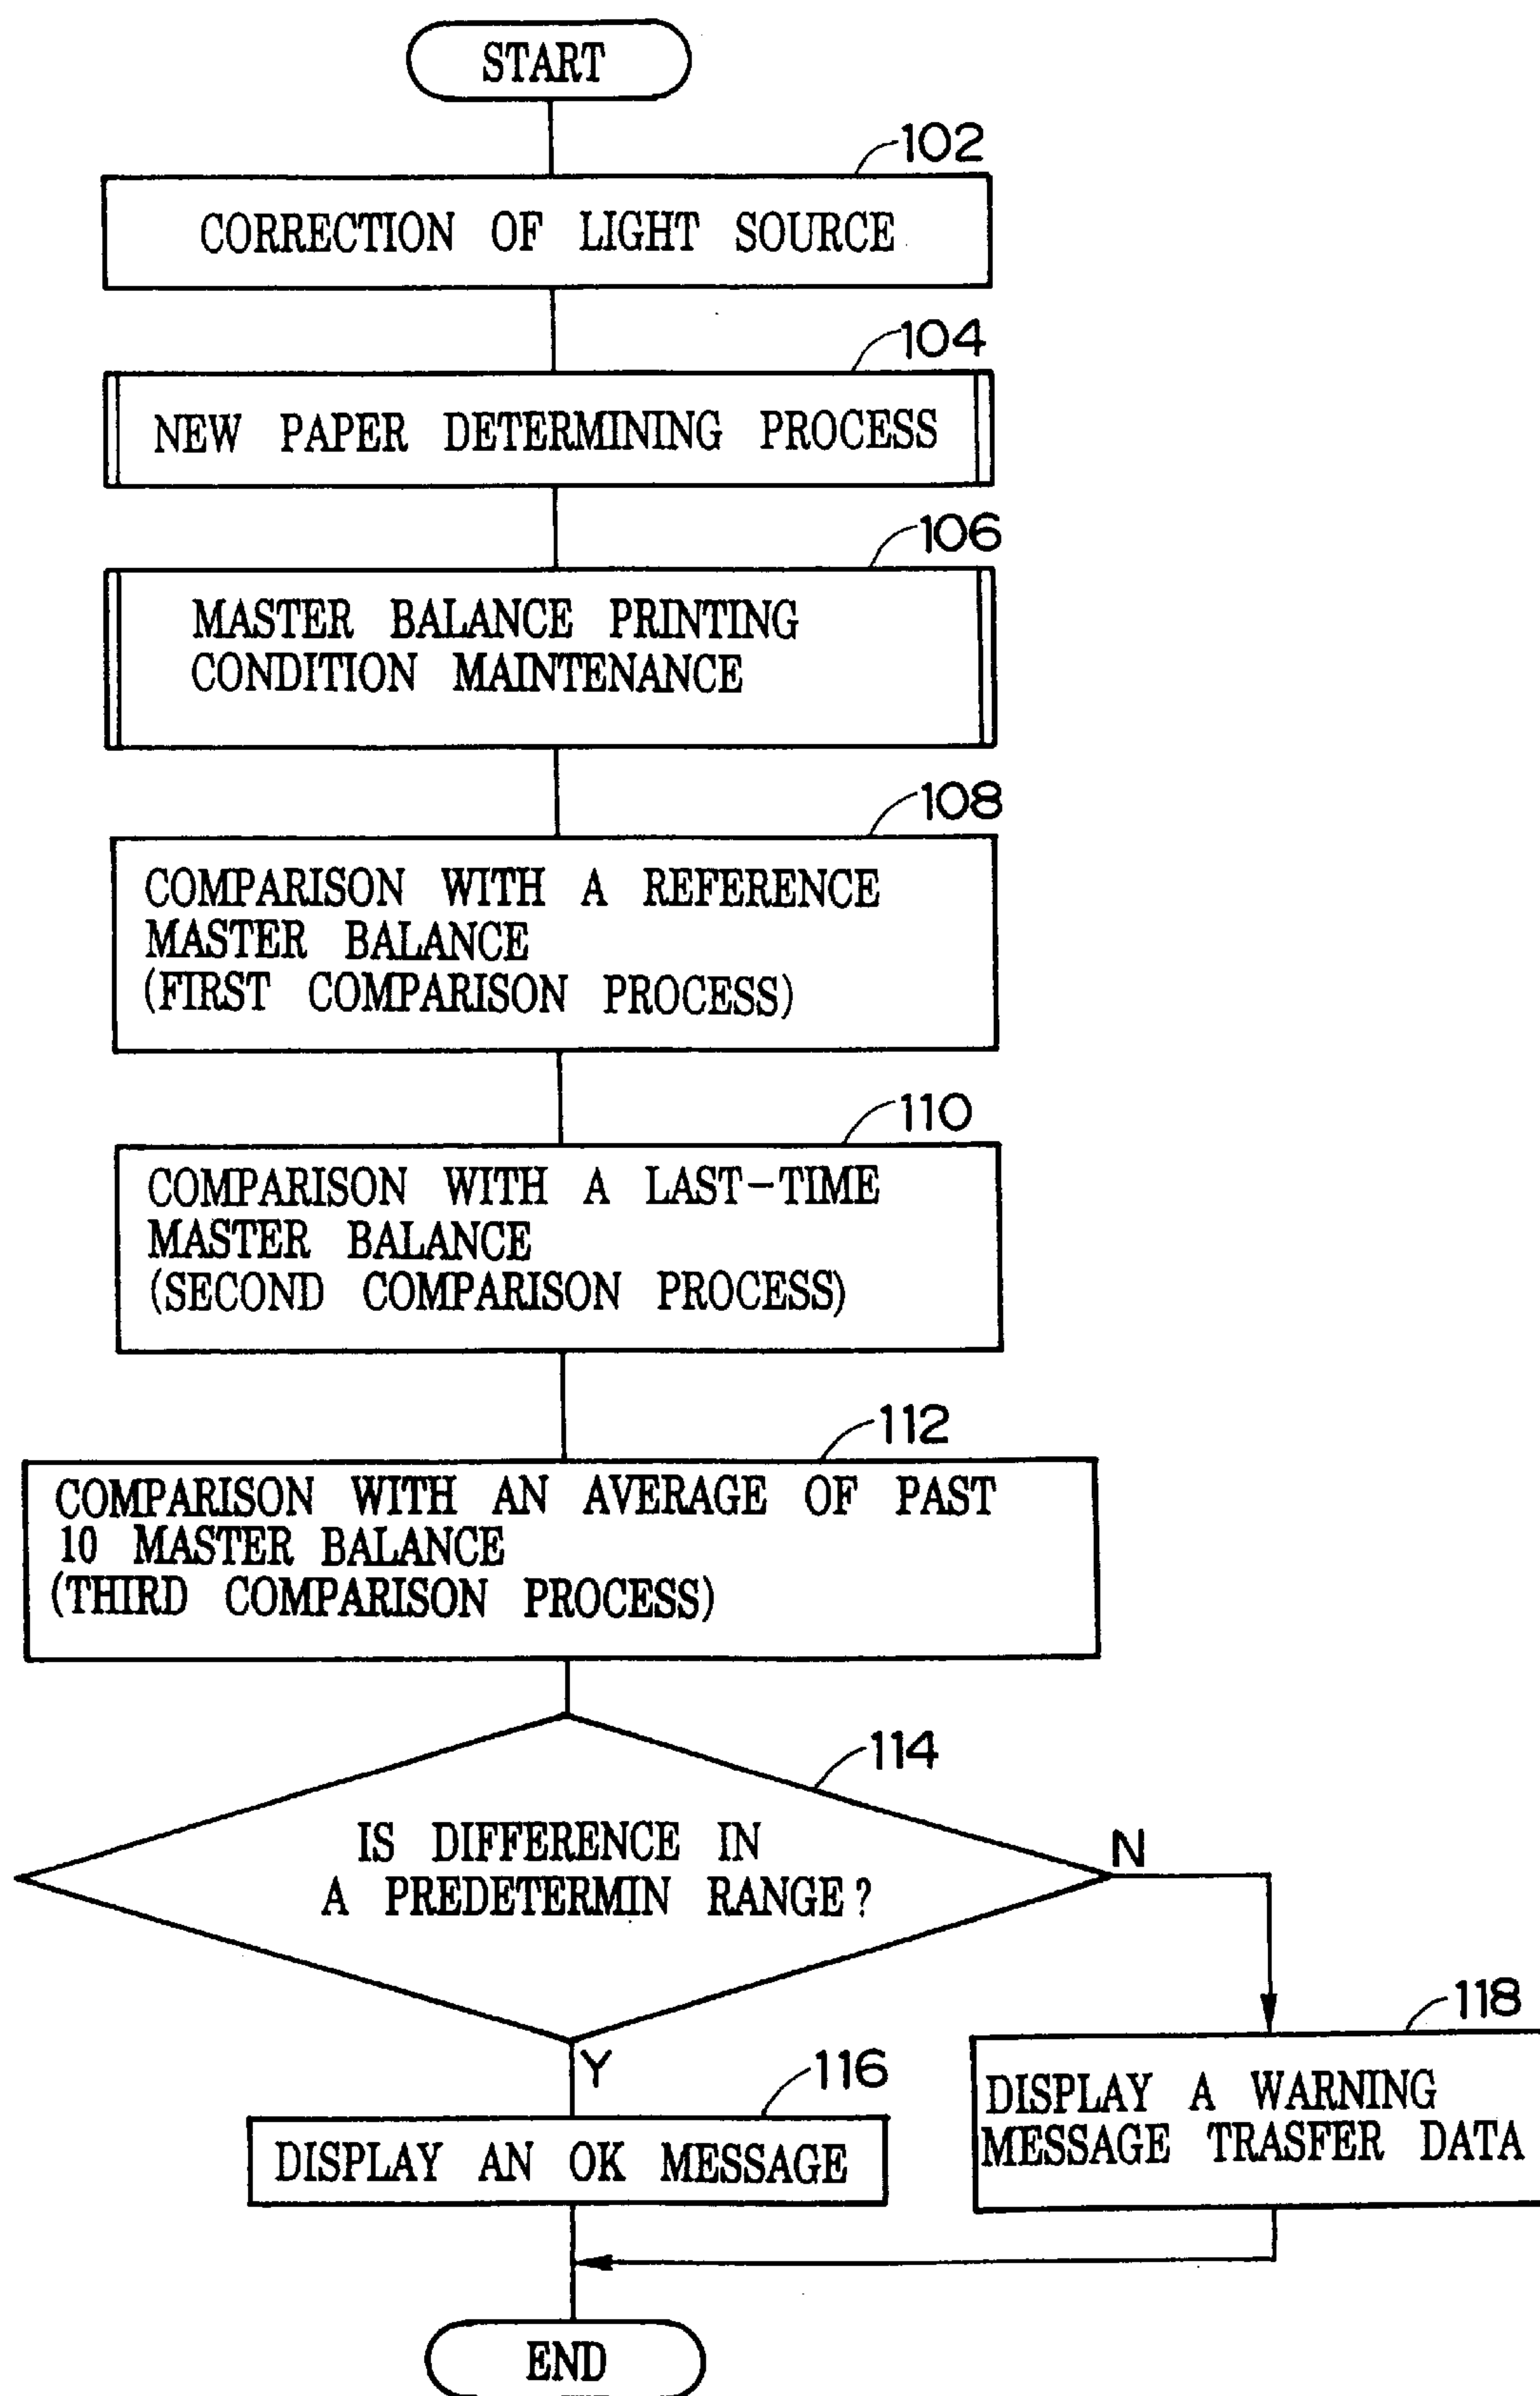 START
102
CORRECTION OF LIGHT SOURCE
104
NEW PAPER DETERMINING PROCESS
106
MASTER BALANCE PRINTING
CONDITION MAINTENANCE
108
COMPARISON WITH A REFERENCE
MASTER BALANCE
(FIRST COMPARISON PROCESS)
110
COMPARISON WITH A LAST-TIME
MASTER BALANCE
(SECOND COMPARISON PROCESS)
112
COMPARISON WITH AN AVERAGE OF PAST
10 MASTER BALANCE
(THIRD COMPARISON PROCESS)
114
IS DIFFERENCE IN
A PREDETERMIN RANGE?
N
Y
116
DISPLAY AN OK MESSAGE
118
DISPLAY A WARNING
MESSAGE TRASFER DATA
END